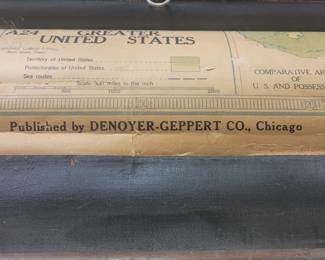 A24 GREATER
UNITED STATES
Territory of United States
Protectorates of United States
Sea routes
COMPARATIVE AR
OF
U. S. AND POSSESS
Published by DENOYER-GEPPERT CO., Chicago